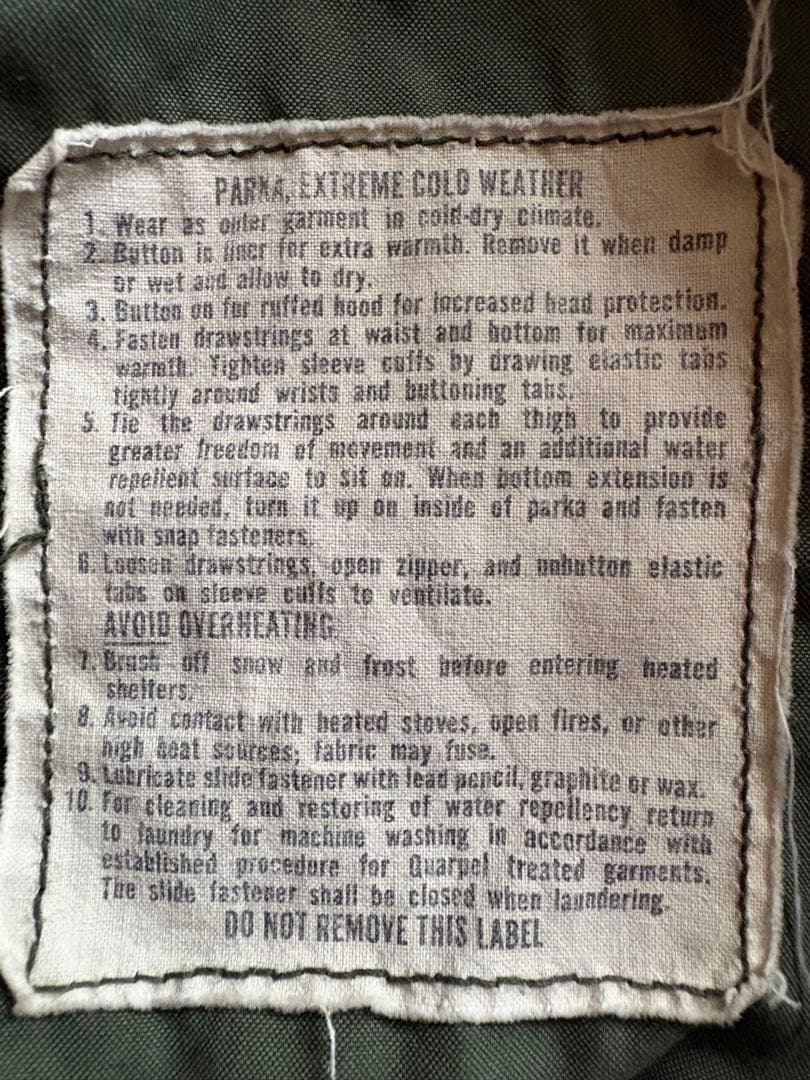 PARKA, EXTREME COLD WEATHER
1. Wear as outer garment in cold-dry climate.
2. Button in liner for extra warmth. Remove it when damp
or wet and allow to dry.
3. Button on fur ruffed hood for increased head protection.
4. Fasten drawstrings at waist and bottom for maximum
warmth. Tighten sleeve cuffs by drawing elastic tabs
tightly around wrists and buttoning tabs.
5. Tie the drawstrings around each thigh to provide
greater freedom of movement and an additional water
repellent surface to sit on. When bottom extension is
not needed, turn it up on inside of parka and fasten
with snap fasteners.
6. Loosen drawstrings, open zipper, and unbutton elastic
tabs on sleeve cuffs to ventilate.
AVOID OVERHEATING
7. Brush off snow and frost before entering heated
shelters.
8. Avoid contact with heated stoves, open fires, or other
high heat sources; fabric may fuse.
9. Lubricate slide fastener with lead pencil, graphite or wax.
10. For cleaning and restoring of water repellency return
to laundry for machine washing in accordance with
established procedure for Quarpel treated garments.
The slide fastener shall be closed when laundering.
DO NOT REMOVE THIS LABEL